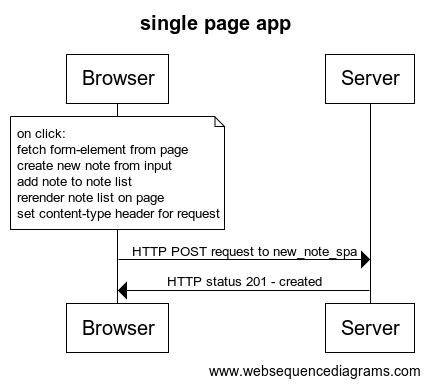 single page app
Browser
Server
on click:
fetch form-element from page
create new note from input
add note to note list
rerender note list on page
set content-type header for request
HTTP POST request to new_note_spa
HTTP status 201 - created
Browser
Server
www.websequencediagrams.com